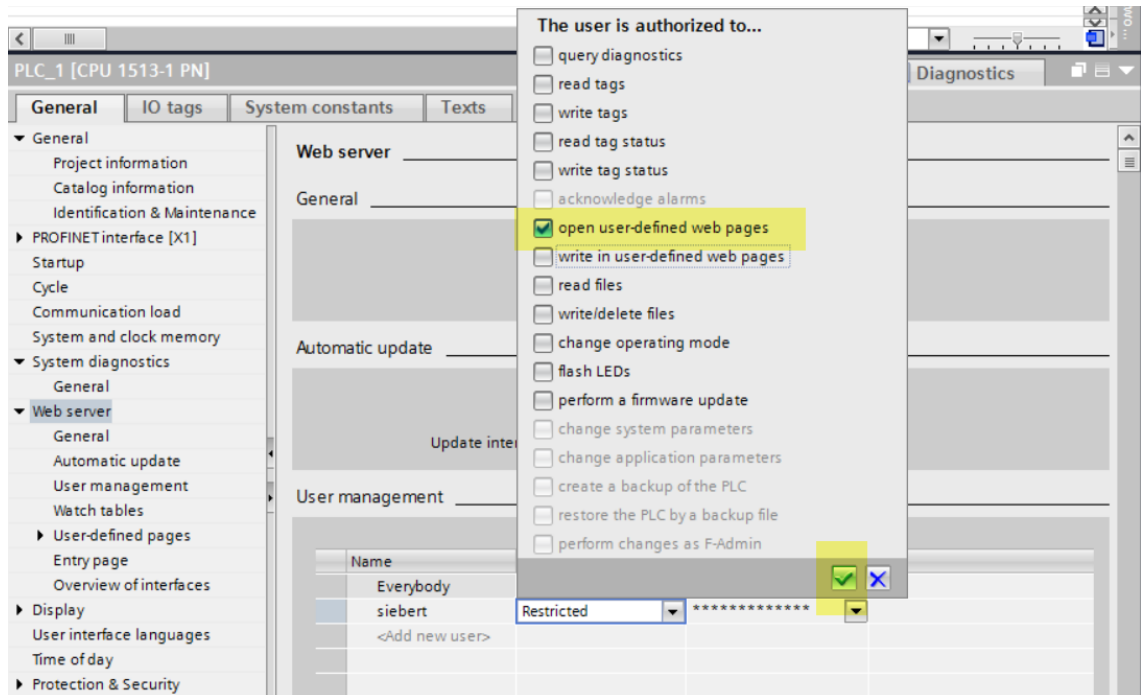 PLC_1 [CPU 1513-1 PN]
Diagnostics
General
IO tags
System constants
Texts
General
Project information
Catalog information
Identification & Maintenance
PROFINET interface [X1]
Startup
Cycle
Communication load
System and clock memory
System diagnostics
General
Web server
General
Automatic update
User management
Watch tables
User-defined pages
Entry page
Overview of interfaces
Display
User interface languages
Time of day
Protection & Security
Web server
General
Automatic update
Update inter
User management
Name
Everybody
siebert
Restricted
*************
<Add new user>
The user is authorized to...
query diagnostics
read tags
write tags
read tag status
write tag status
acknowledge alarms
open user-defined web pages
write in user-defined web pages
read files
write/delete files
change operating mode
flash LEDs
perform a firmware update
change system parameters
change application parameters
create a backup of the PLC
restore the PLC by a backup file
perform changes as F-Admin